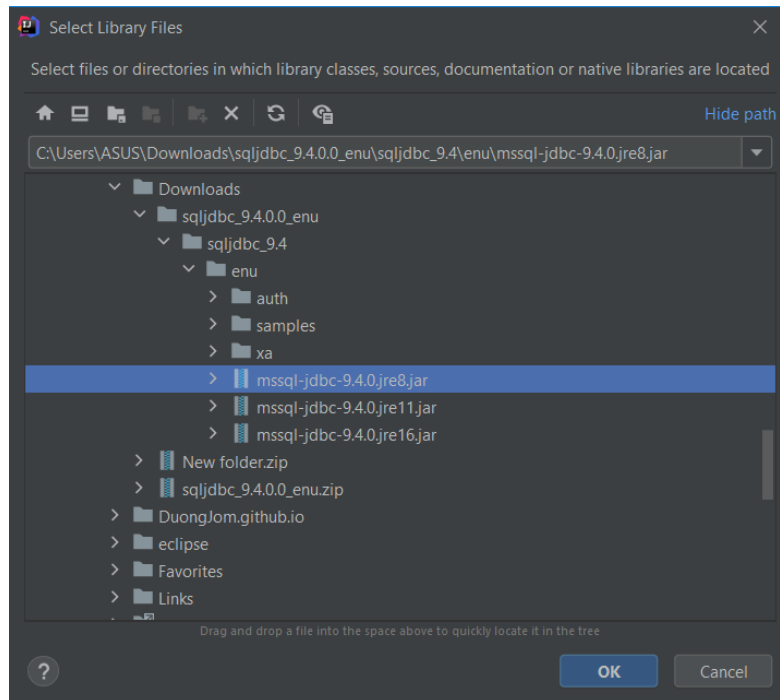 Select Library Files
Select files or directories in which library classes, sources, documentation or native libraries are located
Hide path
C:\Users\ASUS\Downloads\sqljdbc_9.4.0.0_enu\sqljdbc_9.4\enu\mssql-jdbc-9.4.0.jre8.jar
Downloads
sqljdbc_9.4.0.0_enu
sqljdbc_9.4
enu
auth
samples
xa
mssql-jdbc-9.4.0.jre8.jar
mssql-jdbc-9.4.0.jre11.jar
mssql-jdbc-9.4.0.jre16.jar
New folder.zip
sqljdbc_9.4.0.0_enu.zip
DuongJom.github.io
eclipse
Favorites
Links
Drag and drop a file into the space above to quickly locate it in the tree
? OK Cancel